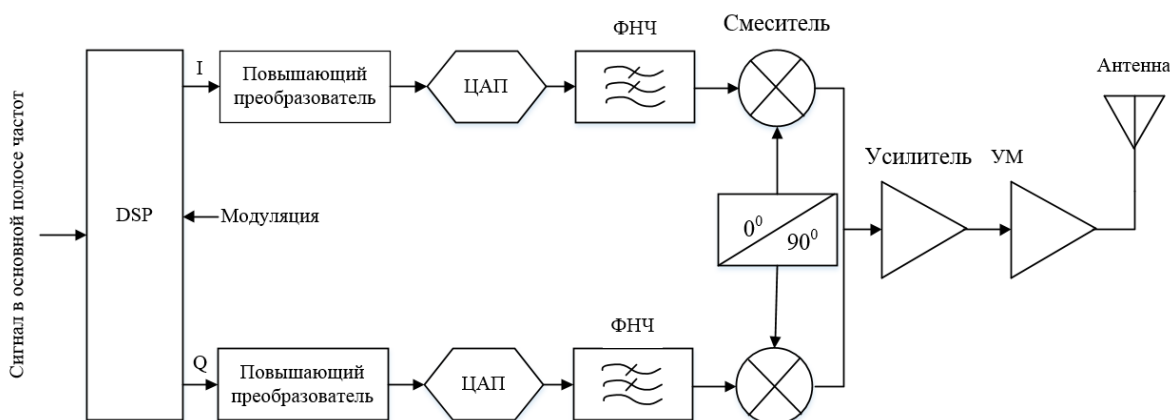 Сигнал в основной полосе частот
DSP
Модуляция
I
Повышающий
преобразователь
ЦАП
ФНЧ
Смеситель
0⁰
90⁰
Усилитель
УМ
Антенна
Q
Повышающий
преобразователь
ЦАП
ФНЧ